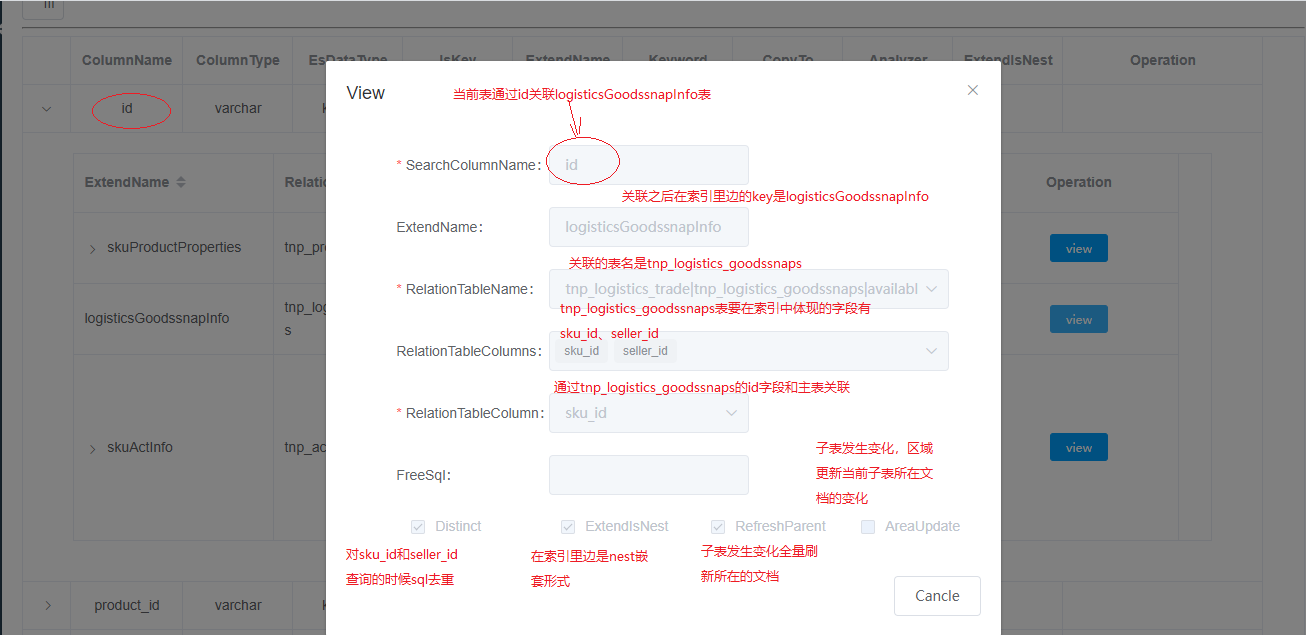 ColumnName ColumnType EsDataType IsKey ExtendName Keyword CopyTo Analyzer ExtendIsNest Operation
id varchar
View
当前表通过id关联logisticsGoodssnapInfo表
* SearchColumnName: id
关联之后在索引里边的key是logisticsGoodssnapInfo
ExtendName Relatio Operation
ExtendName: logisticsGoodssnapInfo
skuProductProperties tnp_pr view
关联的表名是tnp_logistics_goodssnaps
* RelationTableName: tnp_logistics_trade|tnp_logistics_goodssnaps|availabl
tnp_logistics_goodssnaps表要在索引中体现的字段有
sku_id、seller_id
logisticsGoodssnapInfo tnp_log
s
view
RelationTableColumns: sku_id seller_id
通过tnp_logistics_goodssnaps的id字段和主表关联
* RelationTableColumn: sku_id
skuActInfo tnp_ac view
子表发生变化，区域
更新当前子表所在文
档的变化
FreeSql:
Distinct ExtendIsNest RefreshParent AreaUpdate
对sku_id和seller_id
查询的时候sql去重
在索引里边是nest嵌
套形式
子表发生变化全量刷
新所在的文档
Cancle
product_id varchar